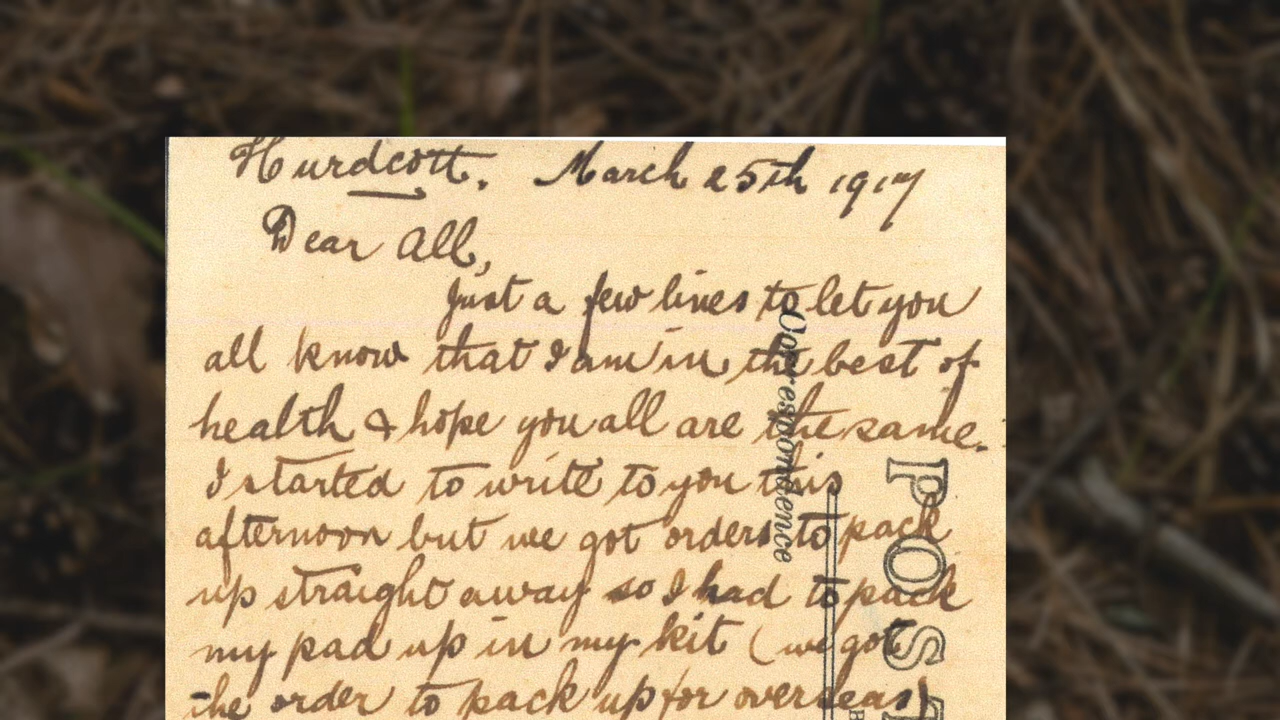 Hurdcott. March 25th 1917
Dear All,
Just a few lines to let you
all know that I am in the best of
health & hope you all are the same.
I started to write to you this
afternoon but we got orders to pack
up straight away so I had to pack
my pad up in my kit (we got
the order to pack up for overseas)
Correspondence
POST